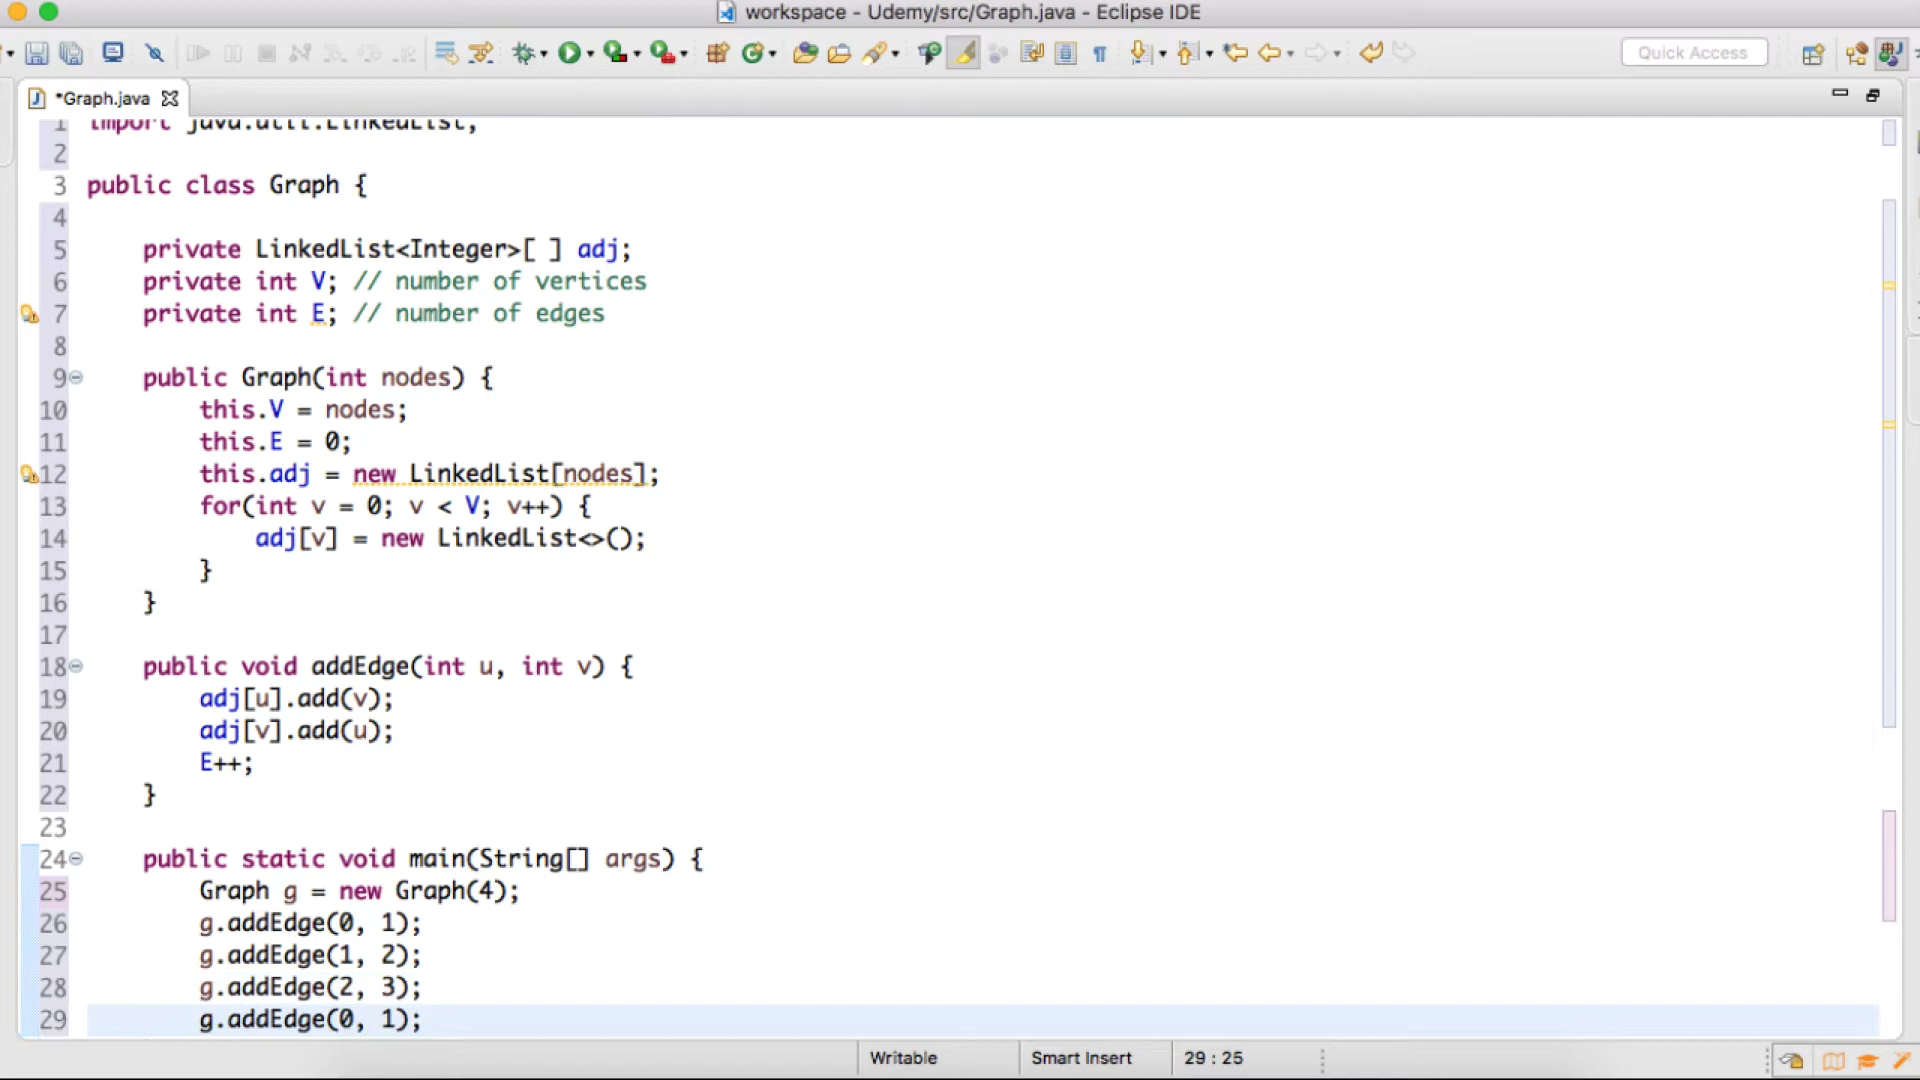 workspace - Udemy/src/Graph.java - Eclipse IDE
Quick Access
*Graph.java
1 import java.util.LinkedList;
2
3 public class Graph {
4
5 private LinkedList<Integer>[ ] adj;
6 private int V; // number of vertices
7 private int E; // number of edges
8
9 public Graph(int nodes) {
10 this.V = nodes;
11 this.E = 0;
12 this.adj = new LinkedList[nodes];
13 for(int v = 0; v < V; v++) {
14 adj[v] = new LinkedList<>();
15 }
16 }
17
18 public void addEdge(int u, int v) {
19 adj[u].add(v);
20 adj[v].add(u);
21 E++;
22 }
23
24 public static void main(String[] args) {
25 Graph g = new Graph(4);
26 g.addEdge(0, 1);
27 g.addEdge(1, 2);
28 g.addEdge(2, 3);
29 g.addEdge(0, 1);
Writable Smart Insert 29 : 25